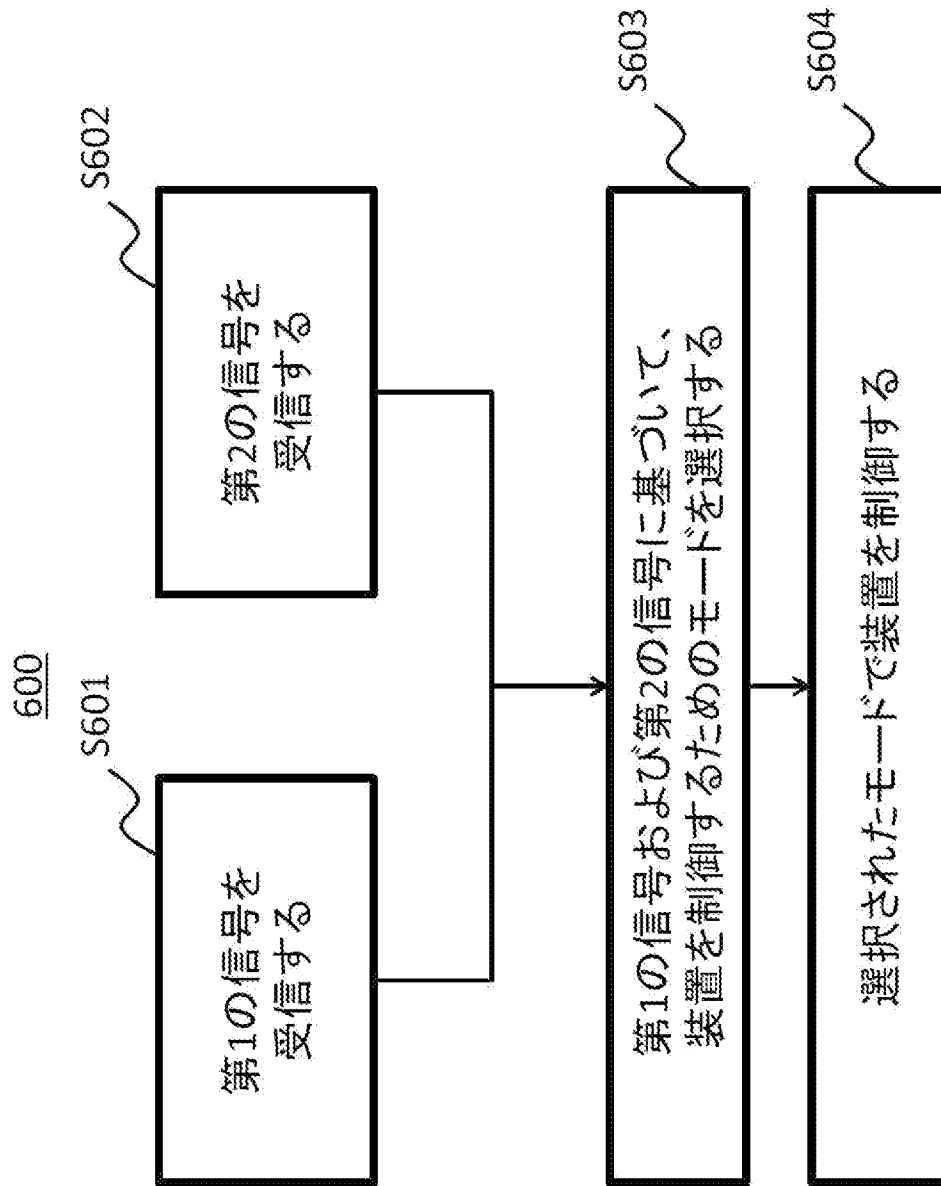 600
S601
第1の信号を
受信する
S602
第2の信号を
受信する
S603
第1の信号および第2の信号に基づいて、
装置を制御するためのモードを選択する
S604
選択されたモードで装置を制御する